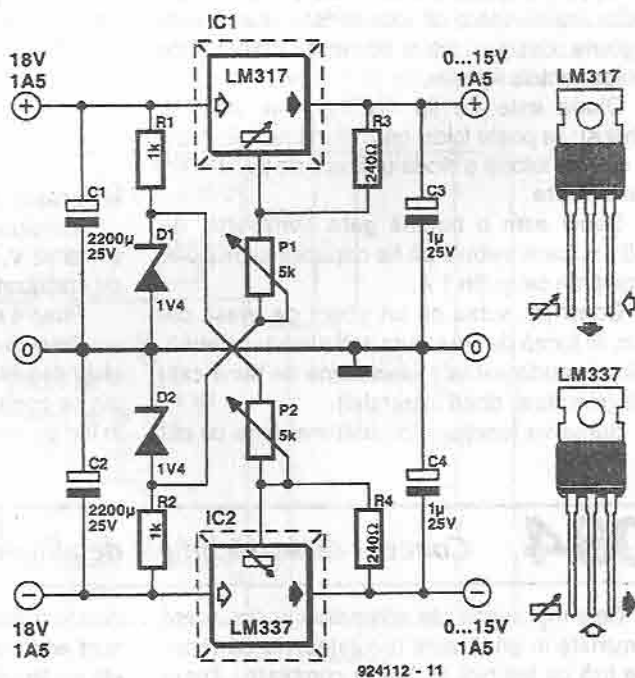 IC1
18V
1A5
LM317
0...15V
1A5
LM317
R1
1K
R3
240Ω
C1
2200µ
25V
D1
1V4
P1
5k
C3
1µ
25V
0
0
LM337
D2
1V4
P2
5k
C2
2200µ
25V
R2
1k
R4
240Ω
C4
1µ
25V
IC2
LM337
18V
1A5
0...15V
1A5
924112 - 11